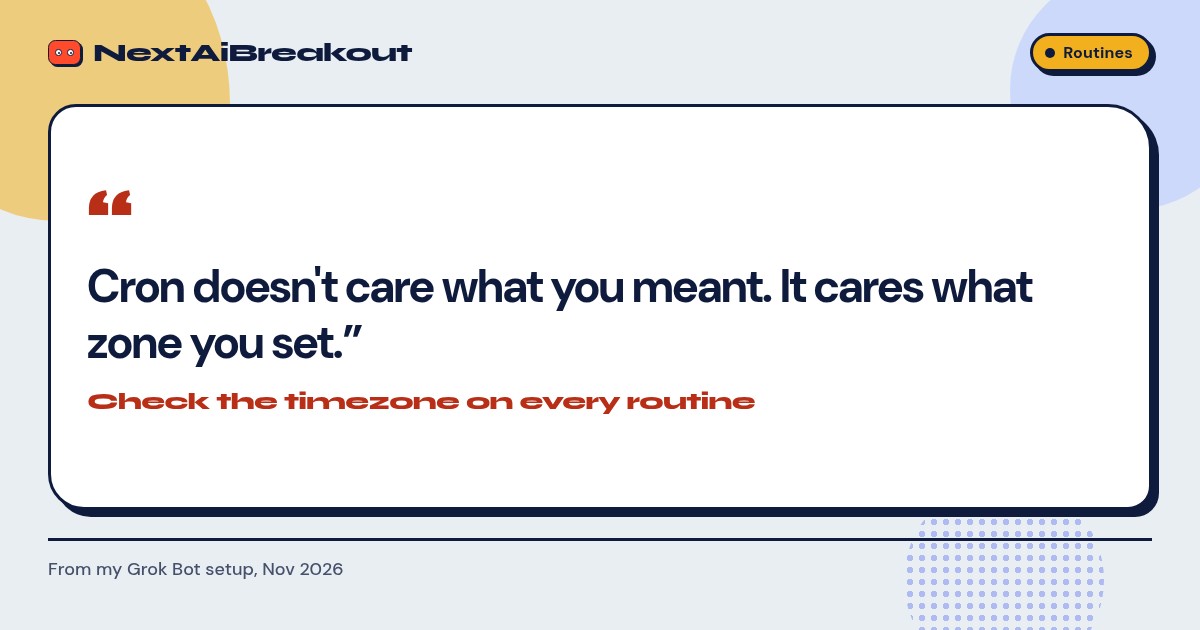 NextAiBreakout
Routines
“
Cron doesn't care what you meant. It cares what
zone you set.”
Check the timezone on every routine
From my Grok Bot setup, Nov 2026